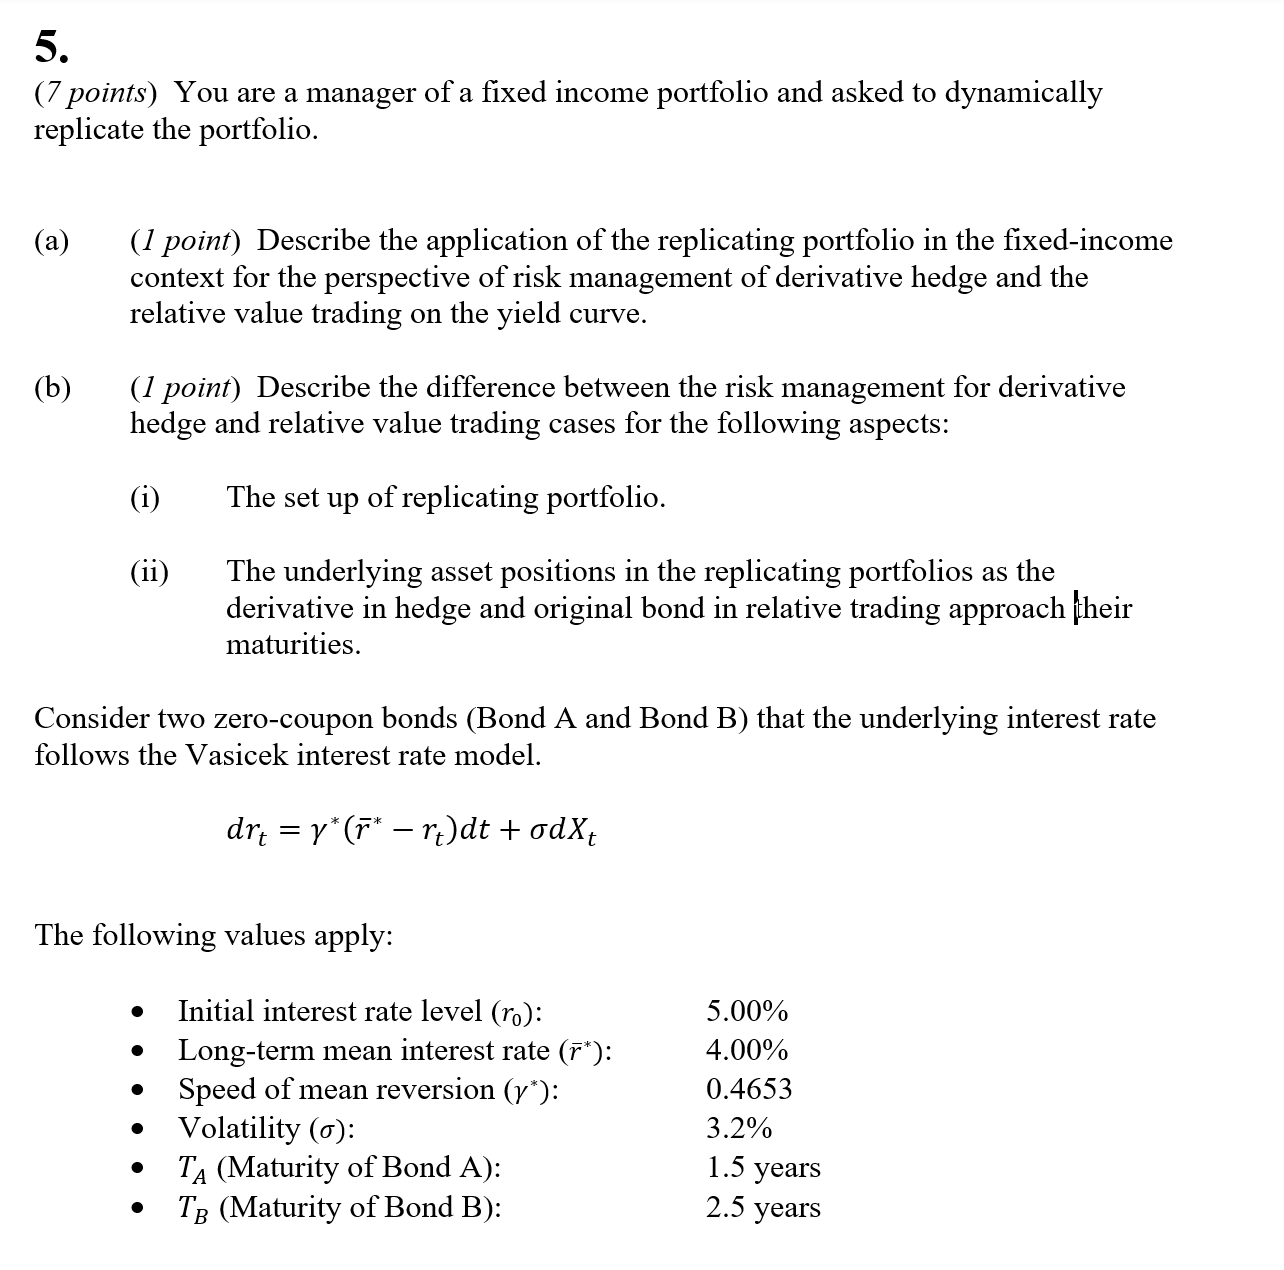 5.
(7 points) You are a manager of a fixed income portfolio and asked to dynamically
replicate the portfolio.
(a) (1 point) Describe the application of the replicating portfolio in the fixed-income
context for the perspective of risk management of derivative hedge and the
relative value trading on the yield curve.
(b) (1 point) Describe the difference between the risk management for derivative
hedge and relative value trading cases for the following aspects:
(i) The set up of replicating portfolio.
(ii) The underlying asset positions in the replicating portfolios as the
derivative in hedge and original bond in relative trading approach their
maturities.
Consider two zero-coupon bonds (Bond A and Bond B) that the underlying interest rate
follows the Vasicek interest rate model.
drₜ = γ*(r̄* − rₜ)dt + σdXₜ
The following values apply:
• Initial interest rate level (r₀): 5.00%
• Long-term mean interest rate (r̄*): 4.00%
• Speed of mean reversion (γ*): 0.4653
• Volatility (σ): 3.2%
• T_A (Maturity of Bond A): 1.5 years
• T_B (Maturity of Bond B): 2.5 years